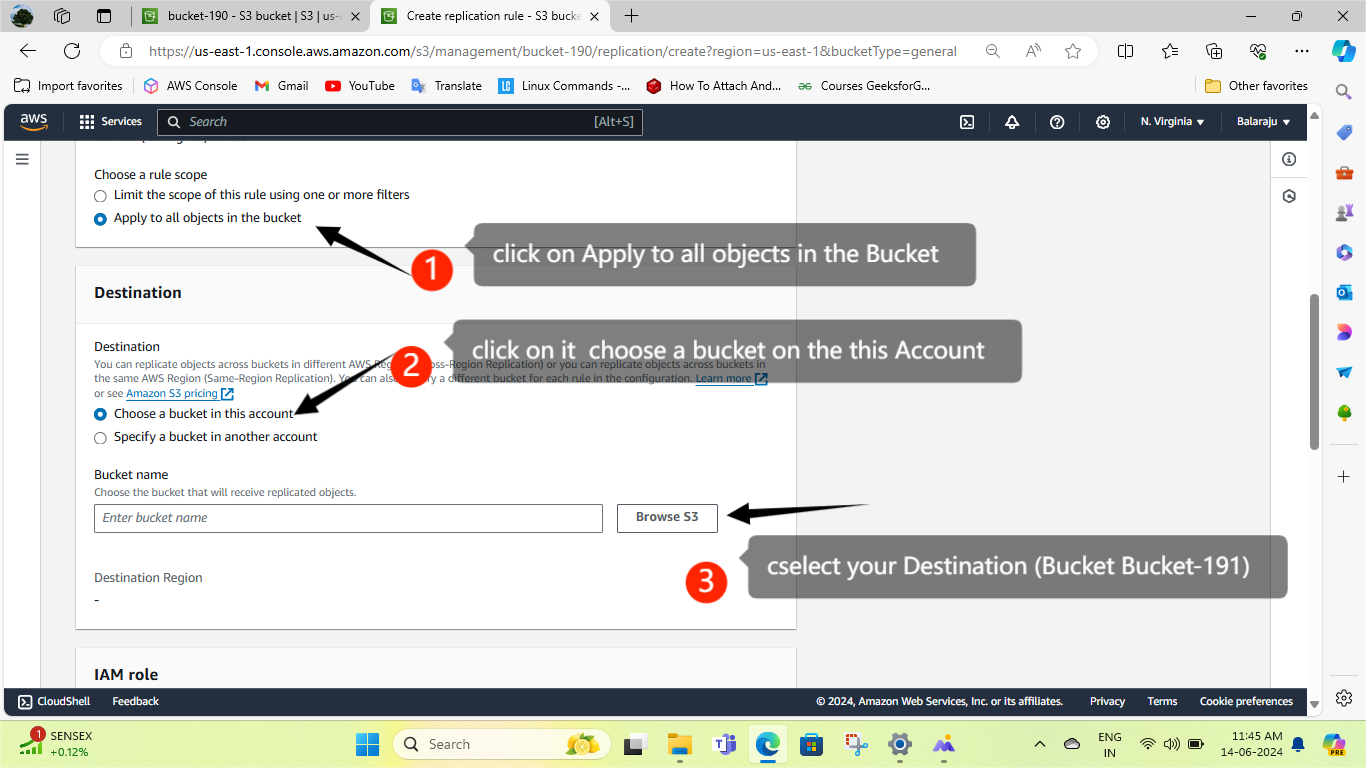 bucket-190 - S3 bucket | S3 | us-
Create replication rule - S3 bucke
https://us-east-1.console.aws.amazon.com/s3/management/bucket-190/replication/create?region=us-east-1&bucketType=general
Import favorites
AWS Console
Gmail
YouTube
Translate
LC
Linux Commands -...
How To Attach And...
Courses GeeksforG...
Other favorites
aws
Services
Search
[Alt+S]
N. Virginia
Balaraju
Choose a rule scope
Limit the scope of this rule using one or more filters
Apply to all objects in the bucket
1
click on Apply to all objects in the Bucket
Destination
Destination
2
click on it choose a bucket on the this Account
You can replicate objects across buckets in different AWS Re oss-Region Replication) or you can replicate objects across buckets in
the same AWS Region (Same-Region Replication). You can also a different bucket for each rule in the configuration. Learn more
or see Amazon S3 pricing
Choose a bucket in this account
Specify a bucket in another account
Bucket name
Choose the bucket that will receive replicated objects.
Enter bucket name
Browse S3
3
cselect your Destination (Bucket Bucket-191)
Destination Region
-
IAM role
CloudShell
Feedback
© 2024, Amazon Web Services, Inc. or its affiliates.
Privacy
Terms
Cookie preferences
1
SENSEX
+0.12%
Search
ENG
IN
11:45 AM
14-06-2024
PRE